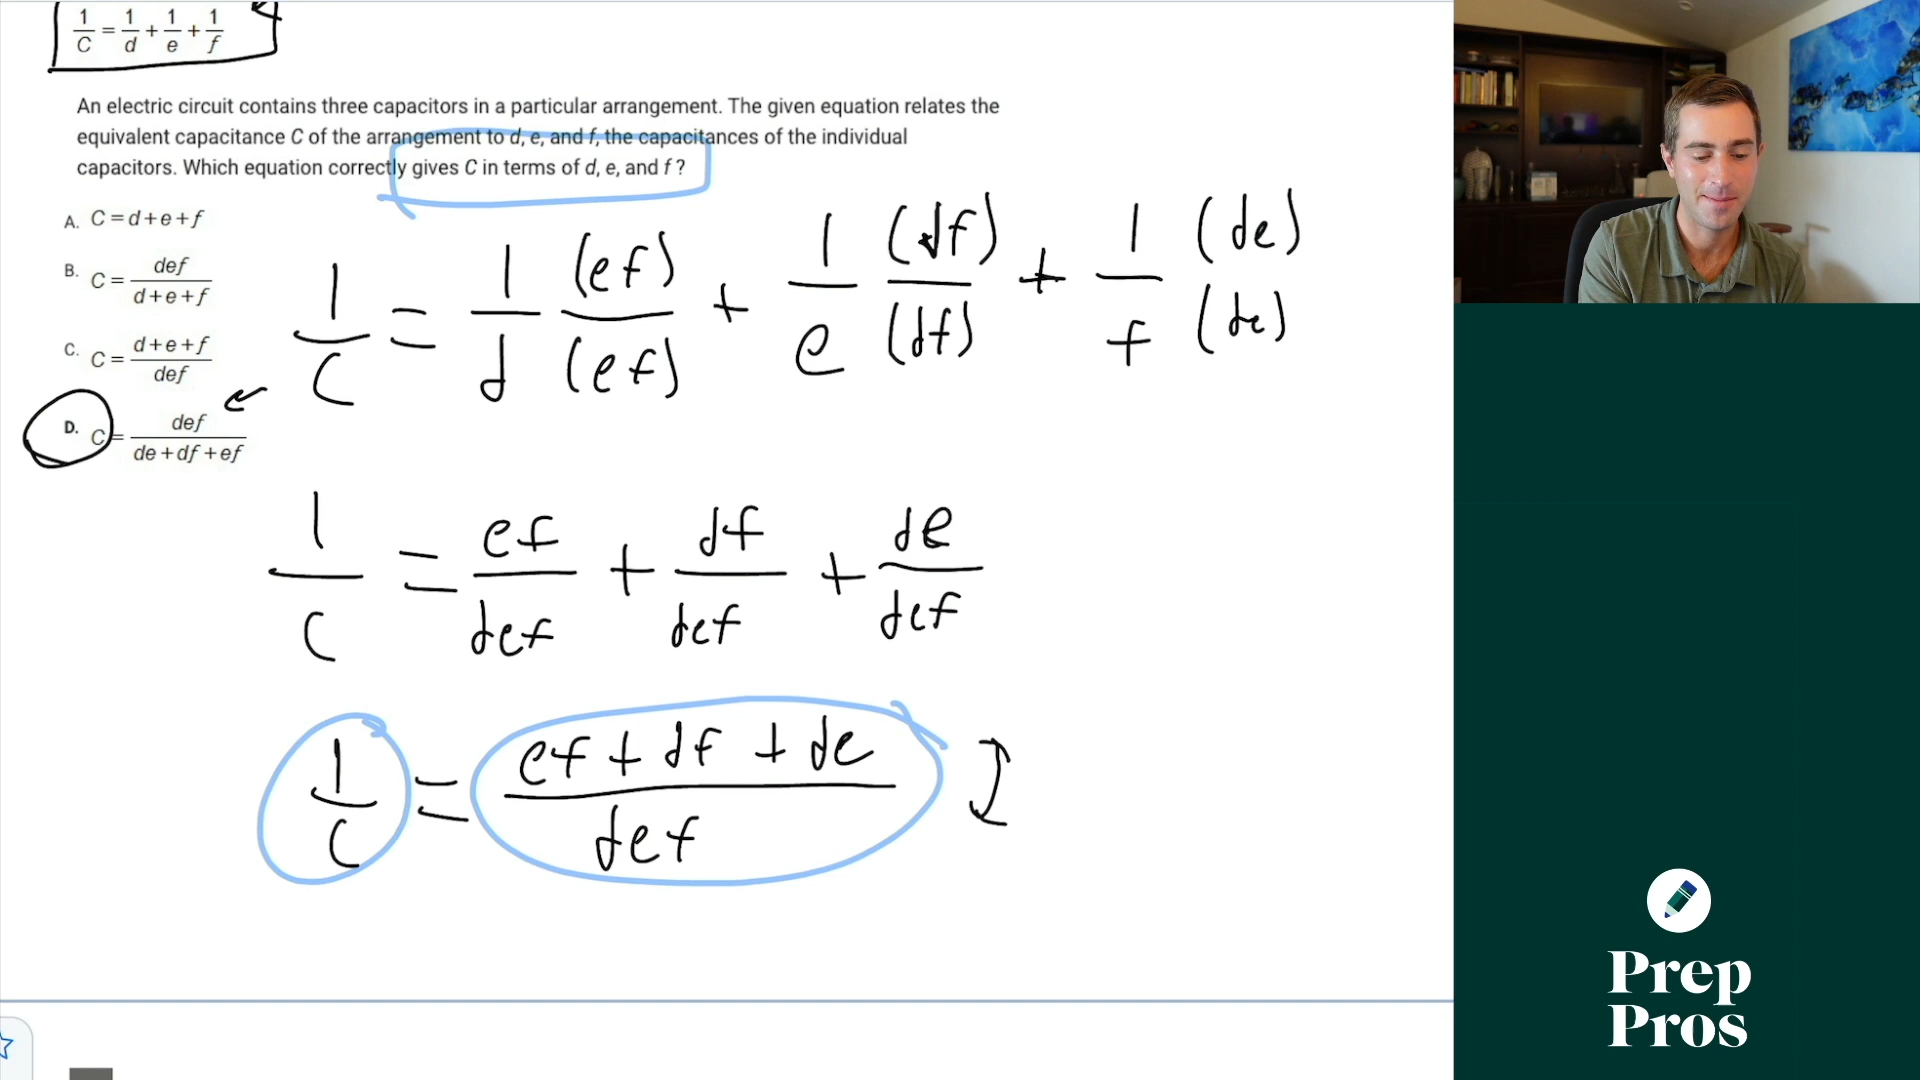 1/C = 1/d + 1/e + 1/f
An electric circuit contains three capacitors in a particular arrangement. The given equation relates the
equivalent capacitance C of the arrangement to d, e, and f, the capacitances of the individual
capacitors. Which equation correctly gives C in terms of d, e, and f ?
A. C = d + e + f
B. C = def / d + e + f
C. C = d + e + f / def
D. C = def / de + df + ef
1/C = 1/d (ef)/(ef) + 1/e (df)/(df) + 1/f (de)/(de)
1/C = ef/def + df/def + de/def
1/C = ef + df + de / def
Prep
Pros